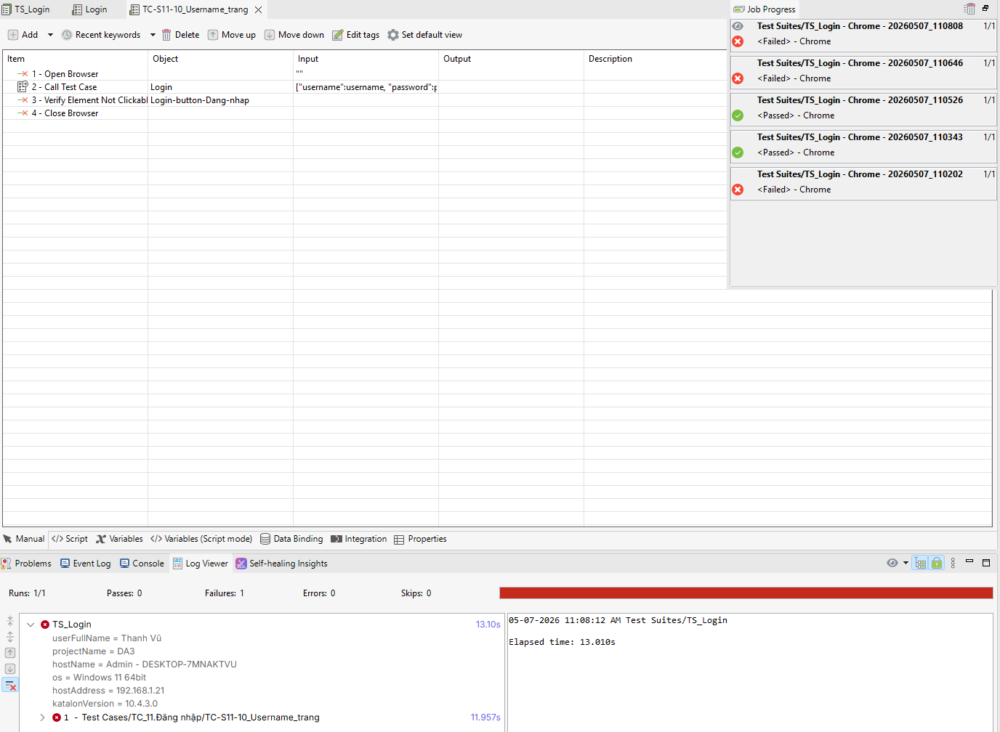 TS_Login Login TC-S11-10_Username_trang
Add Recent keywords Delete Move up Move down Edit tags Set default view
Item Object Input Output Description
1 - Open Browser ""
2 - Call Test Case Login ["username":username, "password":p
3 - Verify Element Not Clickabl Login-button-Dang-nhap
4 - Close Browser
Job Progress
Test Suites/TS_Login - Chrome - 20260507_110808 1/1
<Failed> - Chrome
Test Suites/TS_Login - Chrome - 20260507_110646 1/1
<Failed> - Chrome
Test Suites/TS_Login - Chrome - 20260507_110526 1/1
<Passed> - Chrome
Test Suites/TS_Login - Chrome - 20260507_110343 1/1
<Passed> - Chrome
Test Suites/TS_Login - Chrome - 20260507_110202 1/1
<Failed> - Chrome
Manual </> Script Variables </> Variables (Script mode) Data Binding Integration Properties
Problems Event Log Console Log Viewer Self-healing Insights
Runs: 1/1 Passes: 0 Failures: 1 Errors: 0 Skips: 0
TS_Login 13.10s
userFullName = Thanh Vũ
projectName = DA3
hostName = Admin - DESKTOP-7MNAKTVU
os = Windows 11 64bit
hostAddress = 192.168.1.21
katalonVersion = 10.4.3.0
1 - Test Cases/TC_11.Đăng nhập/TC-S11-10_Username_trang 11.957s
05-07-2026 11:08:12 AM Test Suites/TS_Login
Elapsed time: 13.010s